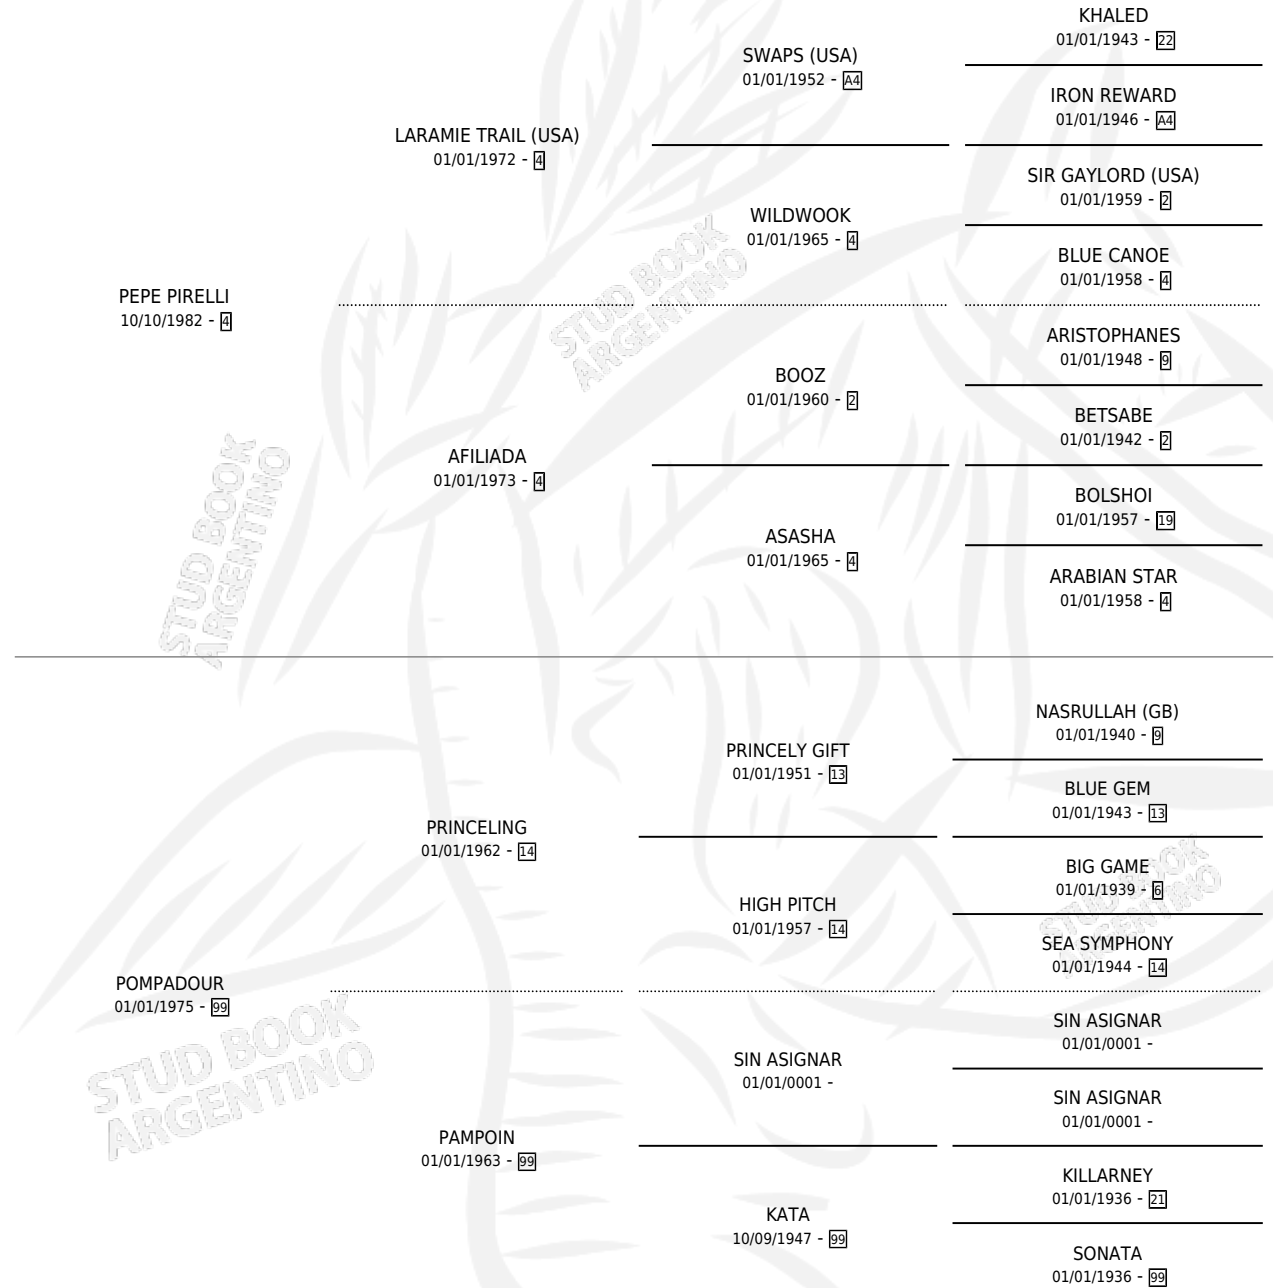 KHALED
01/01/1943 - 22
SWAPS (USA)
01/01/1952 - A4
IRON REWARD
01/01/1946 - A4
LARAMIE TRAIL (USA)
01/01/1972 - 4
SIR GAYLORD (USA)
01/01/1959 - 2
WILDWOOK
01/01/1965 - 4
BLUE CANOE
01/01/1958 - 4
PEPE PIRELLI
10/10/1982 - 4
STUD BOOK
ARGENTINO
ARISTOPHANES
01/01/1948 - 9
BOOZ
01/01/1960 - 2
BETSABE
01/01/1942 - 2
AFILIADA
01/01/1973 - 4
BOLSHOI
01/01/1957 - 19
ASASHA
01/01/1965 - 4
ARABIAN STAR
01/01/1958 - 4
STUD BOOK
ARGENTINO
NASRULLAH (GB)
01/01/1940 - 9
PRINCELY GIFT
01/01/1951 - 13
BLUE GEM
01/01/1943 - 13
PRINCELING
01/01/1962 - 14
BIG GAME
01/01/1939 - 6
HIGH PITCH
01/01/1957 - 14
SEA SYMPHONY
01/01/1944 - 14
STUD BOOK
ARGENTINO
POMPADOUR
01/01/1975 - 99
SIN ASIGNAR
01/01/0001 -
SIN ASIGNAR
01/01/0001 -
SIN ASIGNAR
01/01/0001 -
STUD BOOK
ARGENTINO
PAMPOIN
01/01/1963 - 99
KILLARNEY
01/01/1936 - 21
KATA
10/09/1947 - 99
SONATA
01/01/1936 - 99